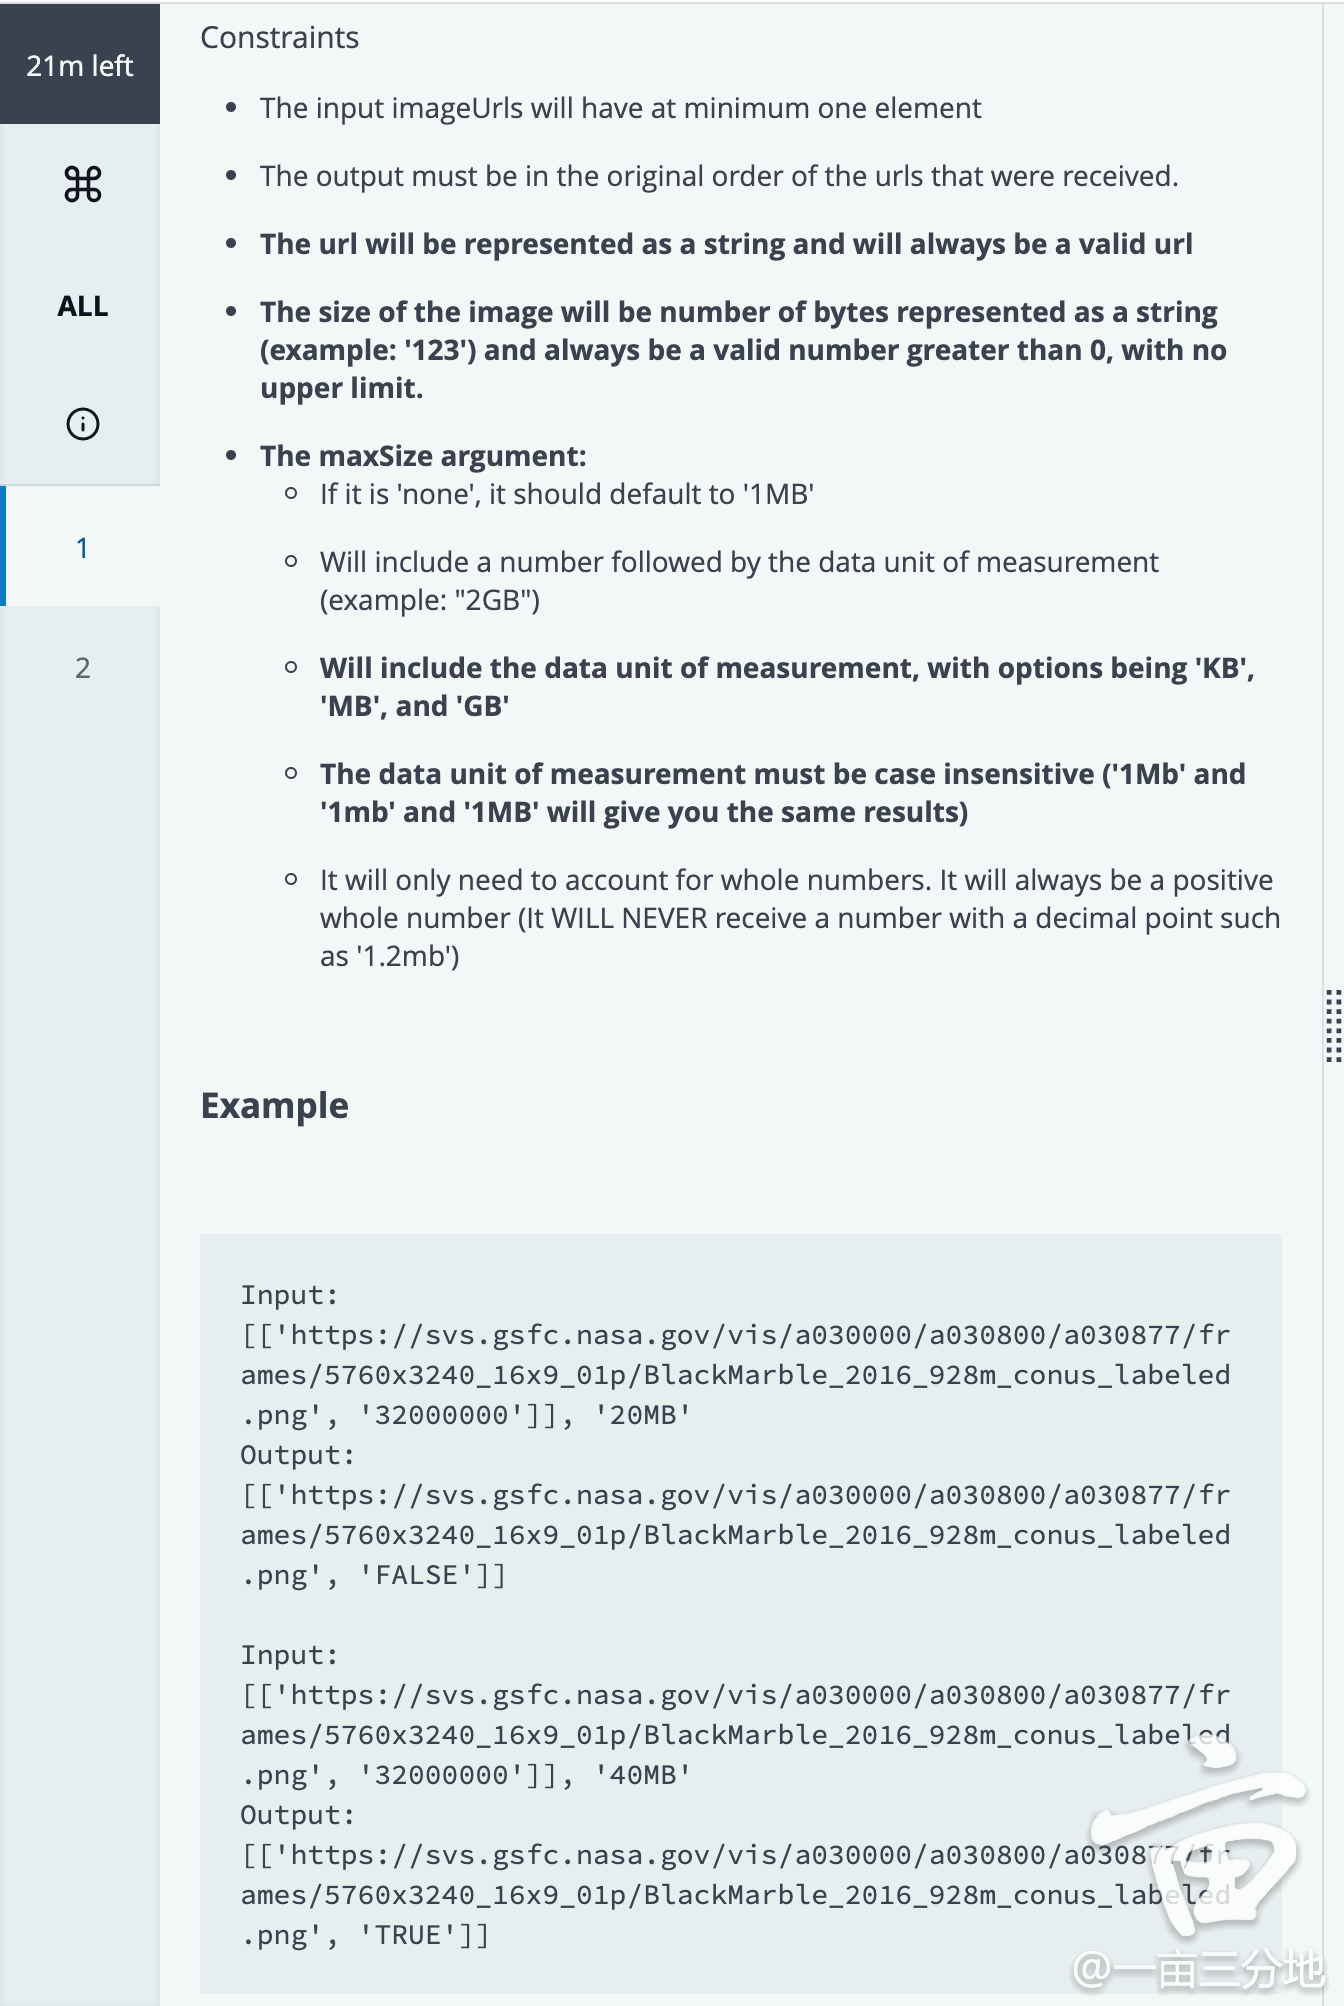 21m left
ALL
1
2
Constraints
The input imageUrls will have at minimum one element
The output must be in the original order of the urls that were received.
The url will be represented as a string and will always be a valid url
The size of the image will be number of bytes represented as a string
(example: '123') and always be a valid number greater than 0, with no
upper limit.
The maxSize argument:
If it is 'none', it should default to '1MB'
Will include a number followed by the data unit of measurement
(example: "2GB")
Will include the data unit of measurement, with options being 'KB',
'MB', and 'GB'
The data unit of measurement must be case insensitive ('1Mb' and
'1mb' and '1MB' will give you the same results)
It will only need to account for whole numbers. It will always be a positive
whole number (It WILL NEVER receive a number with a decimal point such
as '1.2mb')
Example
Input:
[['https://svs.gsfc.nasa.gov/vis/a030000/a030800/a030877/fr
ames/5760x3240_16x9_01p/BlackMarble_2016_928m_conus_labeled
.png', '32000000']], '20MB'
Output:
[['https://svs.gsfc.nasa.gov/vis/a030000/a030800/a030877/fr
ames/5760x3240_16x9_01p/BlackMarble_2016_928m_conus_labeled
.png', 'FALSE']]
Input:
[['https://svs.gsfc.nasa.gov/vis/a030000/a030800/a030877/fr
ames/5760x3240_16x9_01p/BlackMarble_2016_928m_conus_labeled
.png', '32000000']], '40MB'
Output:
[['https://svs.gsfc.nasa.gov/vis/a030000/a030800/a030877/fr
ames/5760x3240_16x9_01p/BlackMarble_2016_928m_conus_labeled
.png', 'TRUE']]
亩
@一亩三分地